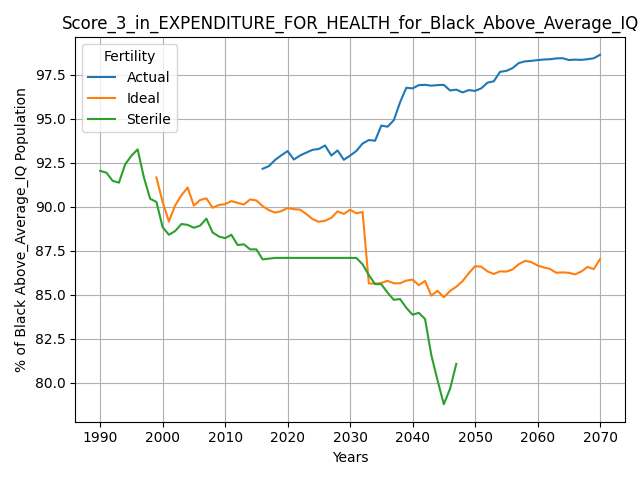 Score_3_in_EXPENDITURE_FOR_HEALTH_for_Black_Above_Average_IQ
Fertility
Actual
Ideal
Sterile
% of Black Above_Average_IQ Population
97.5
95.0
92.5
90.0
87.5
85.0
82.5
80.0
1990 2000 2010 2020 2030 2040 2050 2060 2070
Years